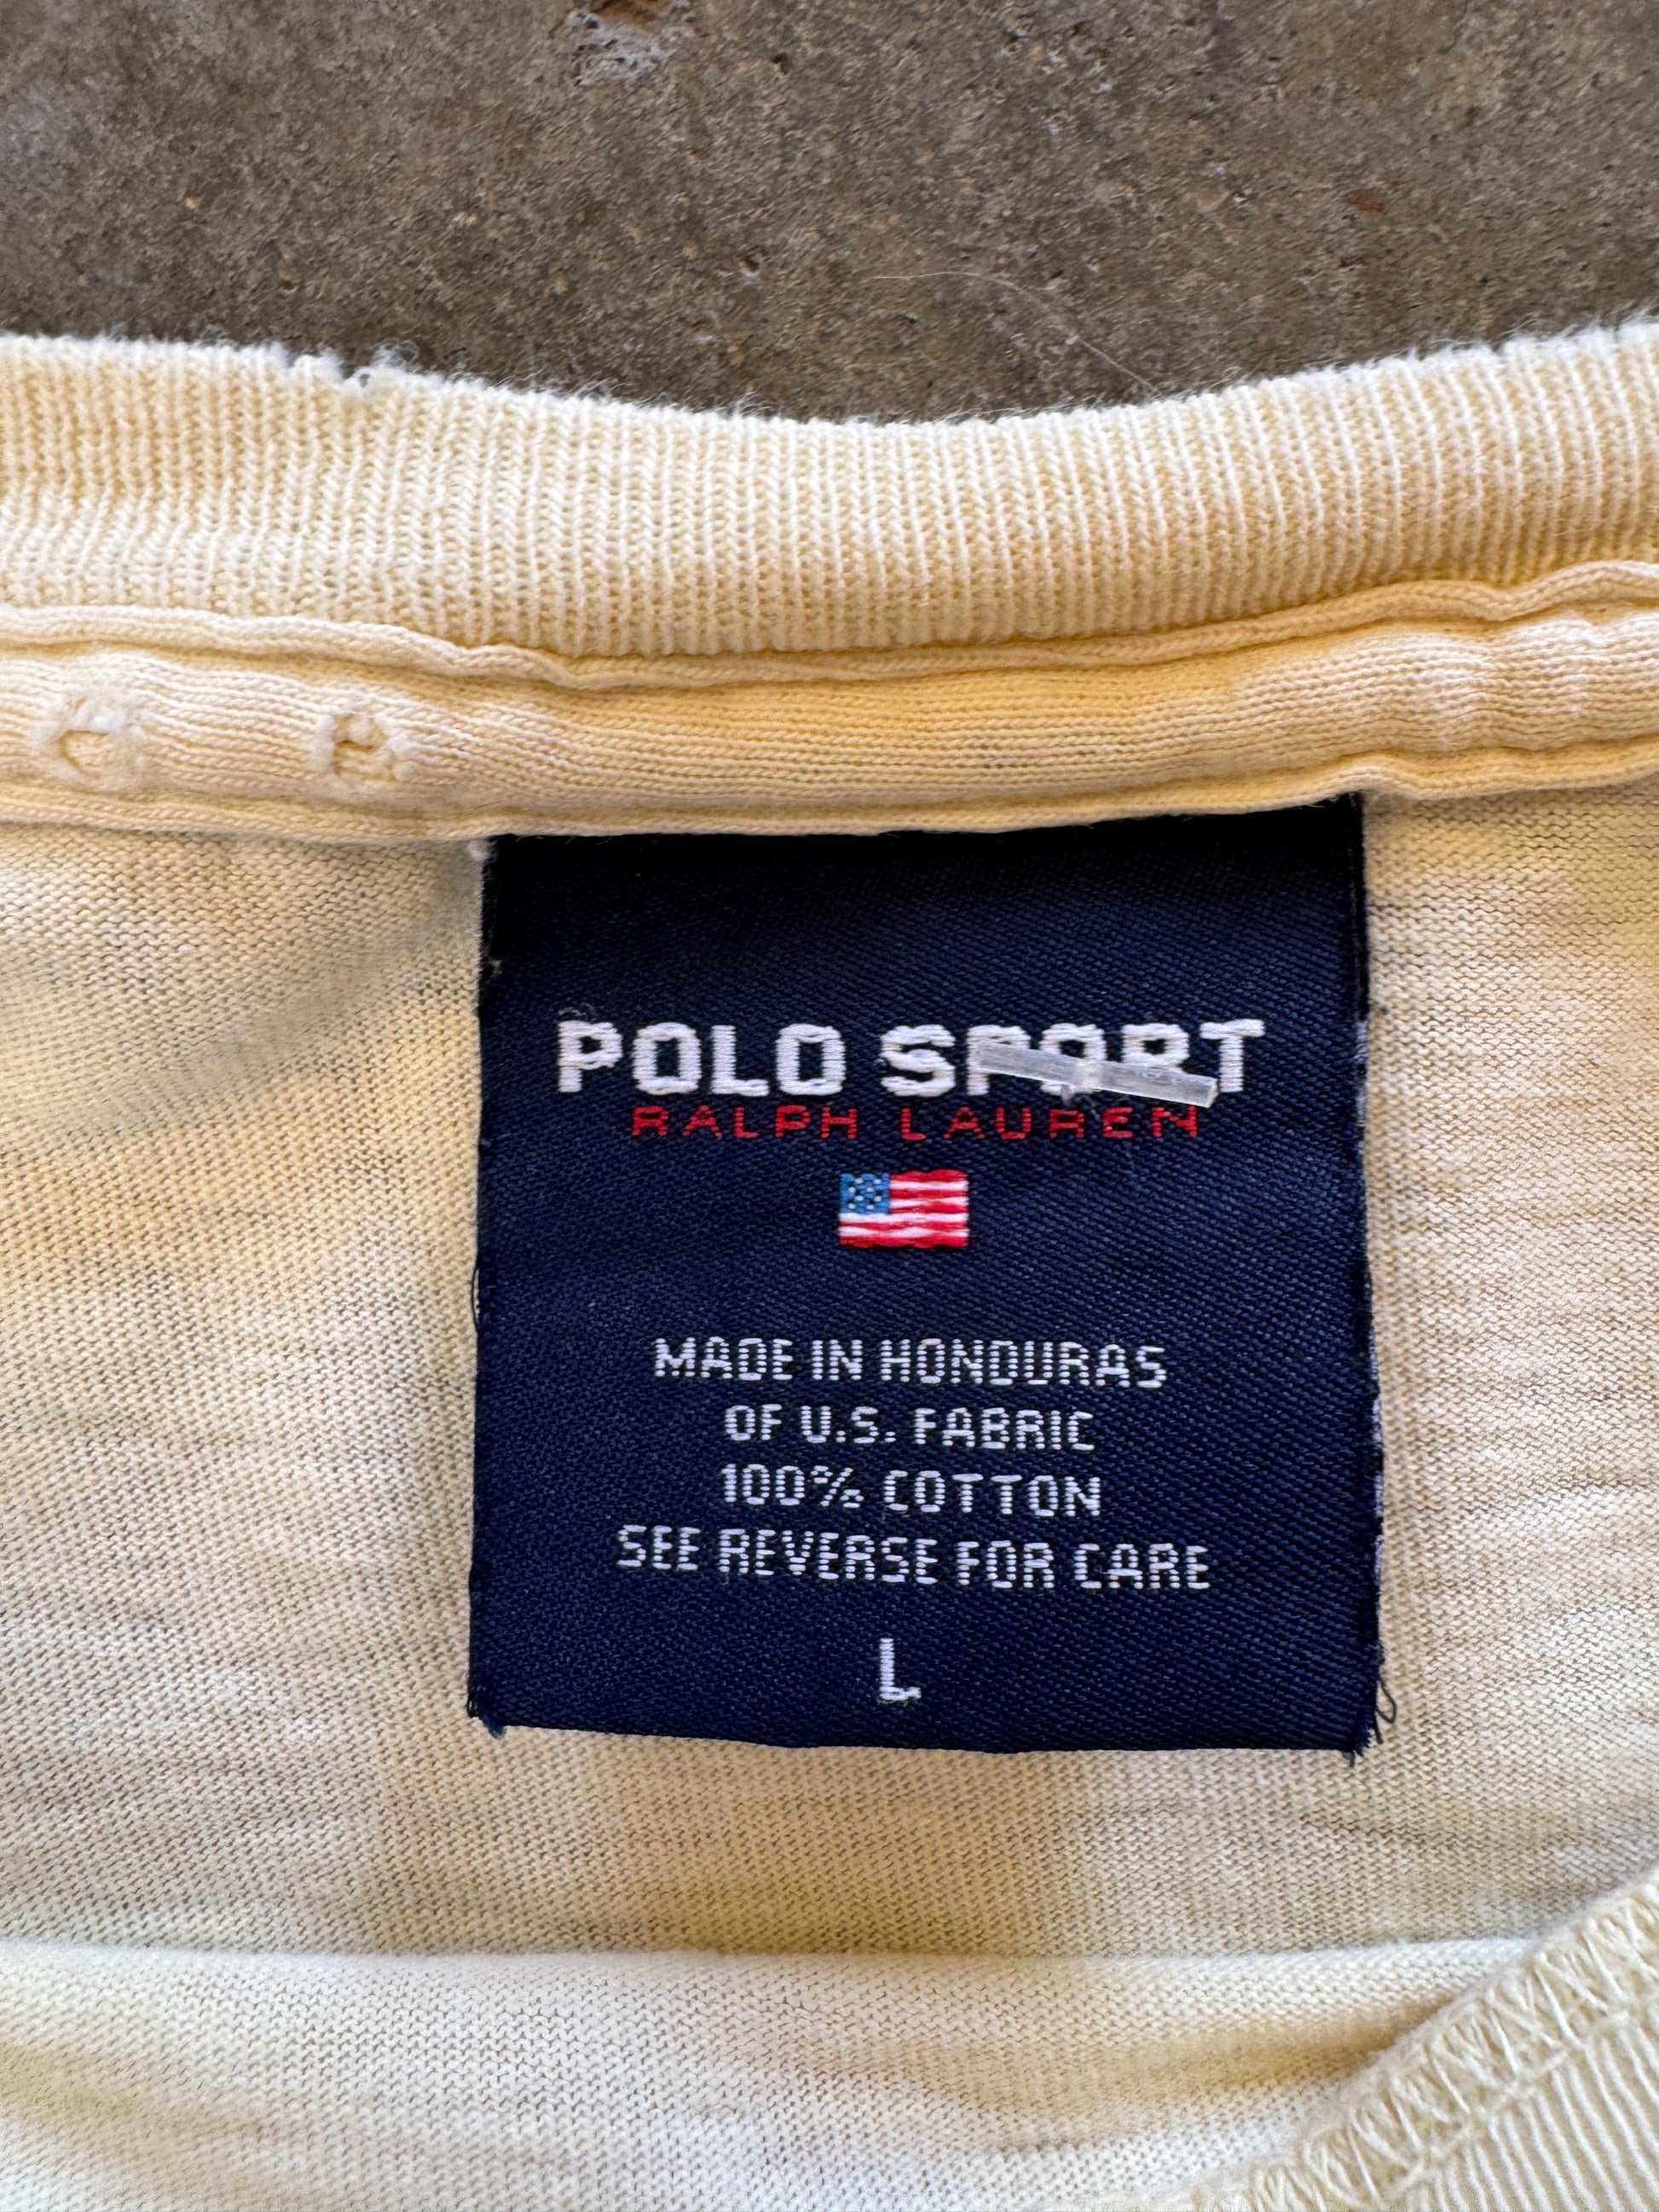 POLO SPORT
RALPH LAUREN
MADE IN HONDURAS
OF U.S. FABRIC
100% COTTON
SEE REVERSE FOR CARE
L